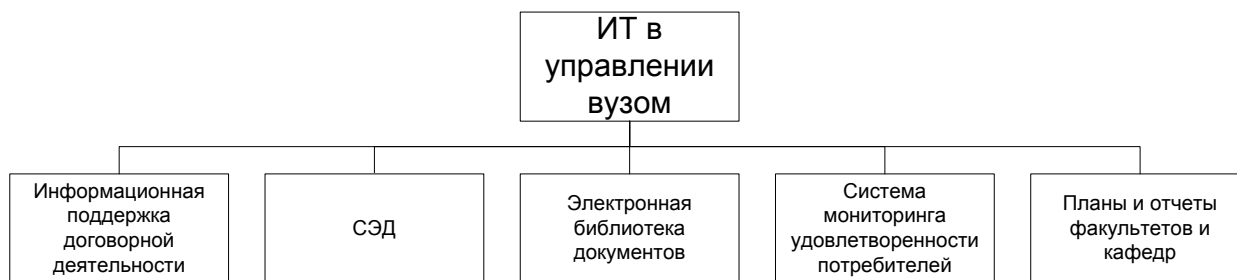 ИТ в
управлении
вузом
Информационная
поддержка
договорной
деятельности
СЭД
Электронная
библиотека
документов
Система
мониторинга
удовлетворенности
потребителей
Планы и отчеты
факультетов и
кафедр